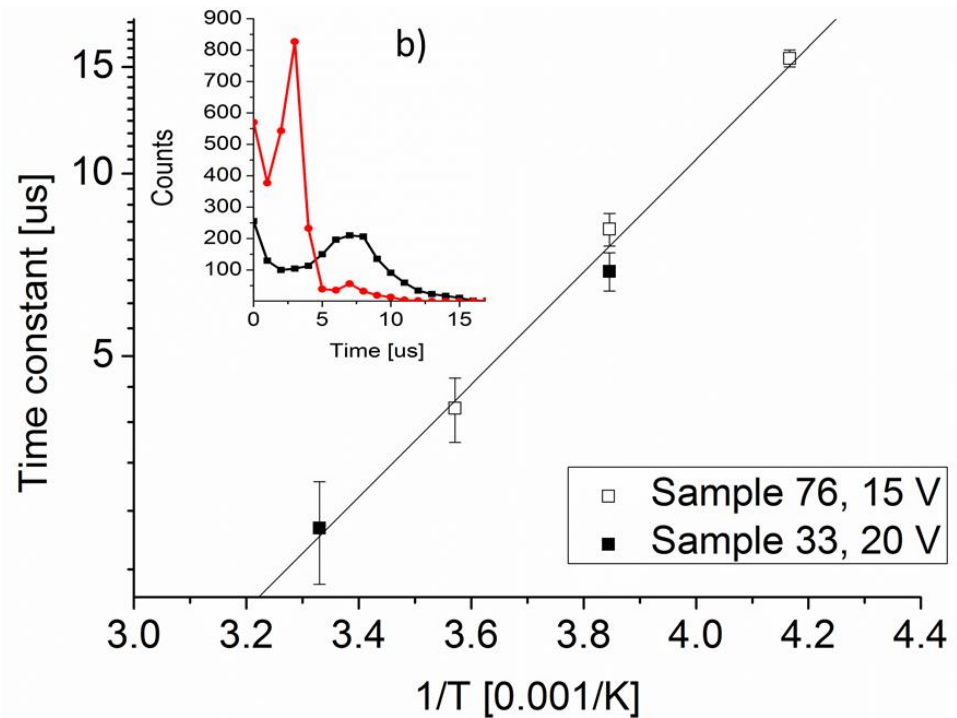 b)
900
800
700
600
500
400
300
200
100
Counts
0 5 10 15
Time [us]
15
10
5
Time constant [us]
Sample 76, 15 V
Sample 33, 20 V
3.0 3.2 3.4 3.6 3.8 4.0 4.2 4.4
1/T [0.001/K]